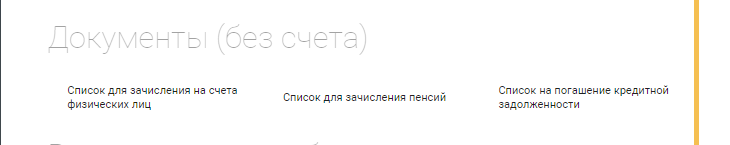 Документы (без счета)
Список для зачисления на счета
физических лиц
Список для зачисления пенсий
Список на погашение кредитной
задолженности